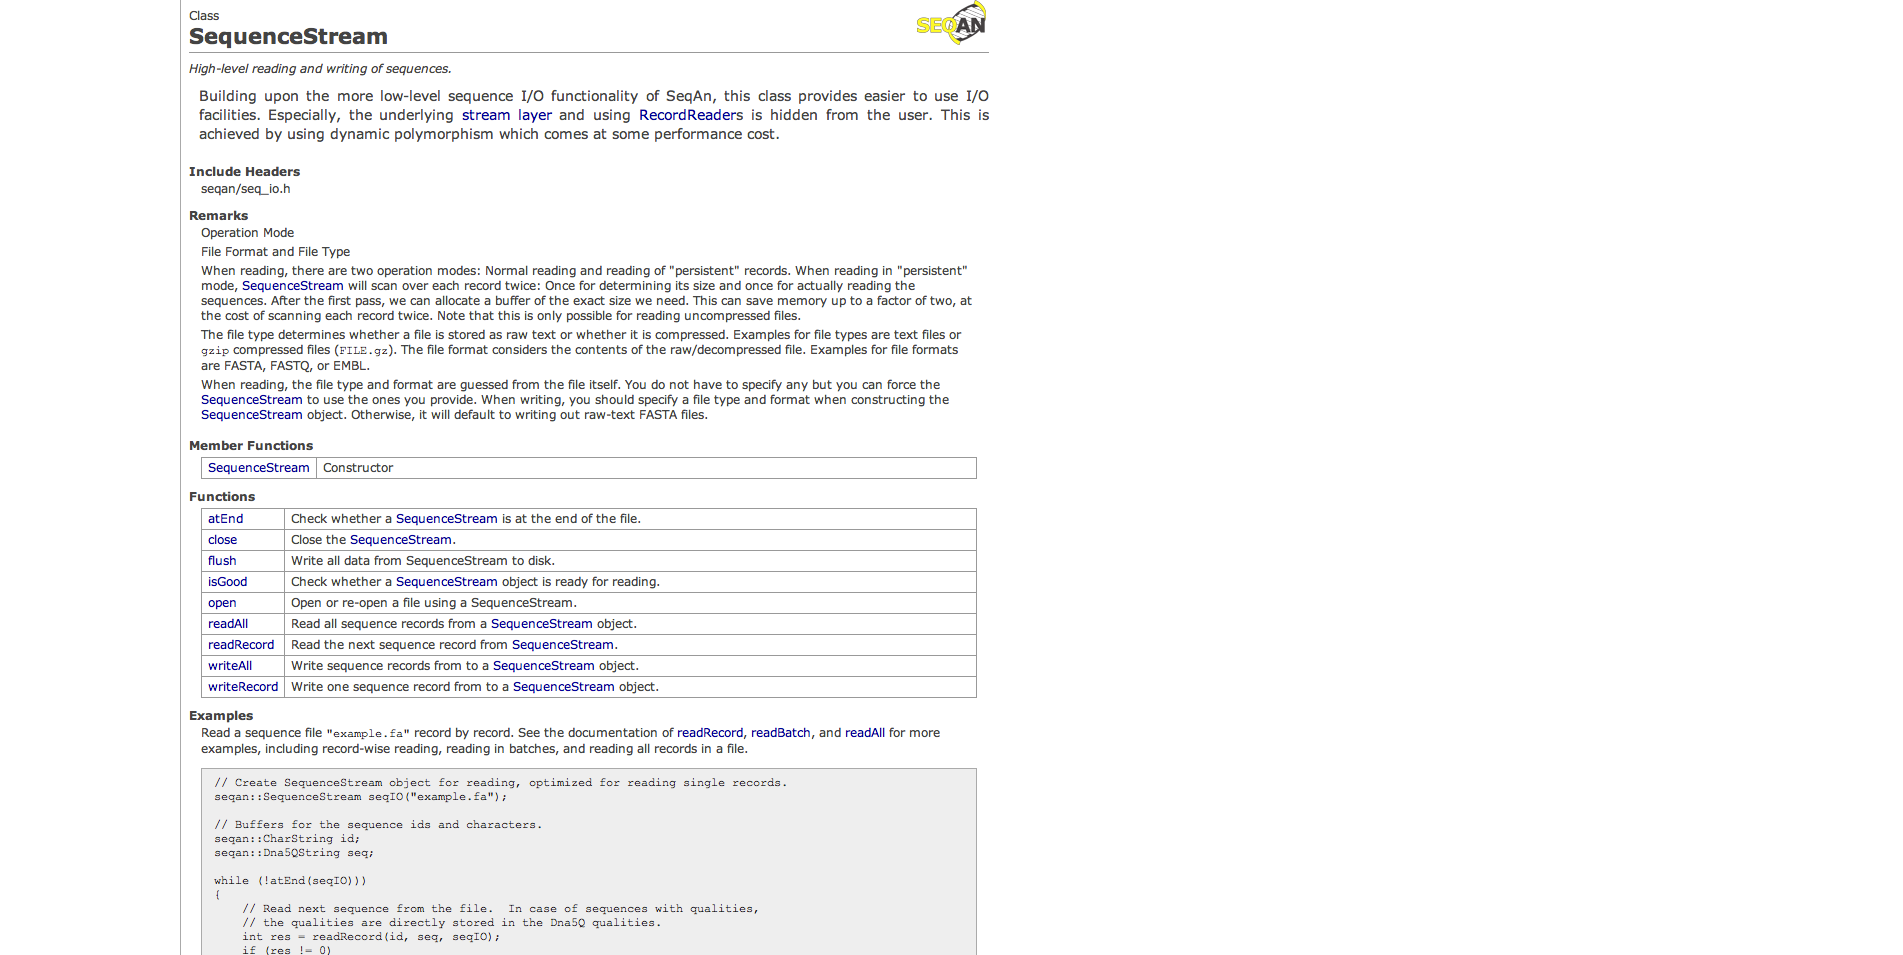 Class
SEQAN
SequenceStream
High-level reading and writing of sequences.
Building upon the more low-level sequence I/O functionality of SeqAn, this class provides easier to use I/O
facilities. Especially, the underlying stream layer and using RecordReaders is hidden from the user. This is
achieved by using dynamic polymorphism which comes at some performance cost.
Include Headers
seqan/seq_io.h
Remarks
Operation Mode
File Format and File Type
When reading, there are two operation modes: Normal reading and reading of "persistent" records. When reading in "persistent"
mode, SequenceStream will scan over each record twice: Once for determining its size and once for actually reading the
sequences. After the first pass, we can allocate a buffer of the exact size we need. This can save memory up to a factor of two, at
the cost of scanning each record twice. Note that this is only possible for reading uncompressed files.
The file type determines whether a file is stored as raw text or whether it is compressed. Examples for file types are text files or
gzip compressed files (FILE.gz). The file format considers the contents of the raw/decompressed file. Examples for file formats
are FASTA, FASTQ, or EMBL.
When reading, the file type and format are guessed from the file itself. You do not have to specify any but you can force the
SequenceStream to use the ones you provide. When writing, you should specify a file type and format when constructing the
SequenceStream object. Otherwise, it will default to writing out raw-text FASTA files.
Member Functions
SequenceStream Constructor
Functions
atEnd Check whether a SequenceStream is at the end of the file.
close Close the SequenceStream.
flush Write all data from SequenceStream to disk.
isGood Check whether a SequenceStream object is ready for reading.
open Open or re-open a file using a SequenceStream.
readAll Read all sequence records from a SequenceStream object.
readRecord Read the next sequence record from SequenceStream.
writeAll Write sequence records from to a SequenceStream object.
writeRecord Write one sequence record from to a SequenceStream object.
Examples
Read a sequence file "example.fa" record by record. See the documentation of readRecord, readBatch, and readAll for more
examples, including record-wise reading, reading in batches, and reading all records in a file.
// Create SequenceStream object for reading, optimized for reading single records.
seqan::SequenceStream seqIO("example.fa");
// Buffers for the sequence ids and characters.
seqan::CharString id;
seqan::Dna5QString seq;
while (!atEnd(seqIO)))
{
// Read next sequence from the file.  In case of sequences with qualities,
// the qualities are directly stored in the Dna5Q qualities.
int res = readRecord(id, seq, seqIO);
if (res != 0)